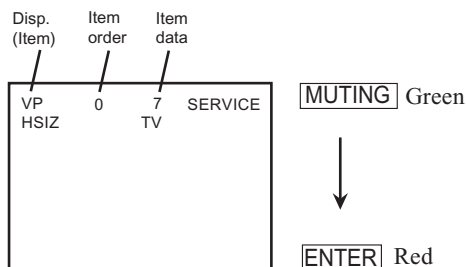 Disp. Item Item
(Item) order data
VP 0 7 SERVICE
HSIZ TV
MUTING Green
ENTER Red